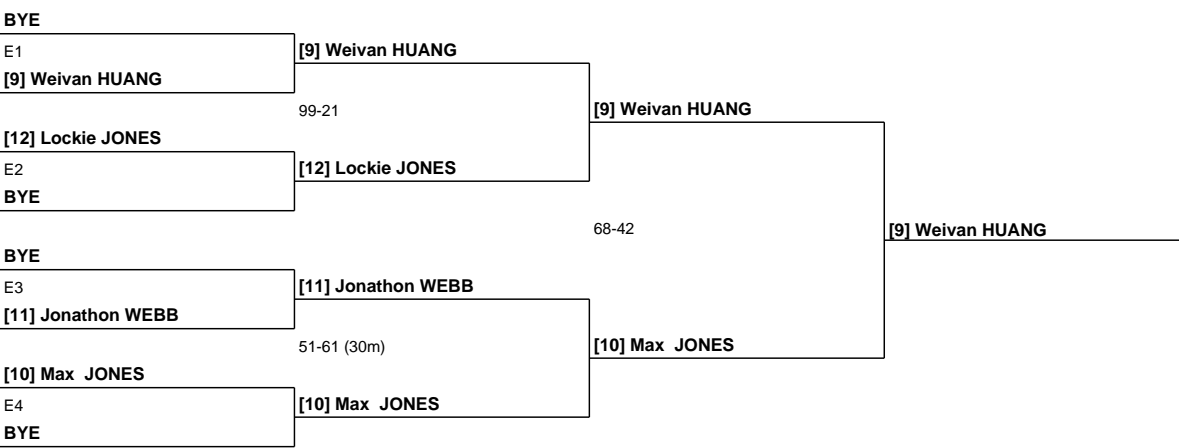 BYE
E1
[9] Weivan HUANG
[12] Lockie JONES
E2
BYE
BYE
E3
[11] Jonathon WEBB
[10] Max  JONES
E4
BYE
[9] Weivan HUANG
99-21
[12] Lockie JONES
[11] Jonathon WEBB
51-61 (30m)
[10] Max  JONES
[9] Weivan HUANG
68-42
[10] Max  JONES
[9] Weivan HUANG